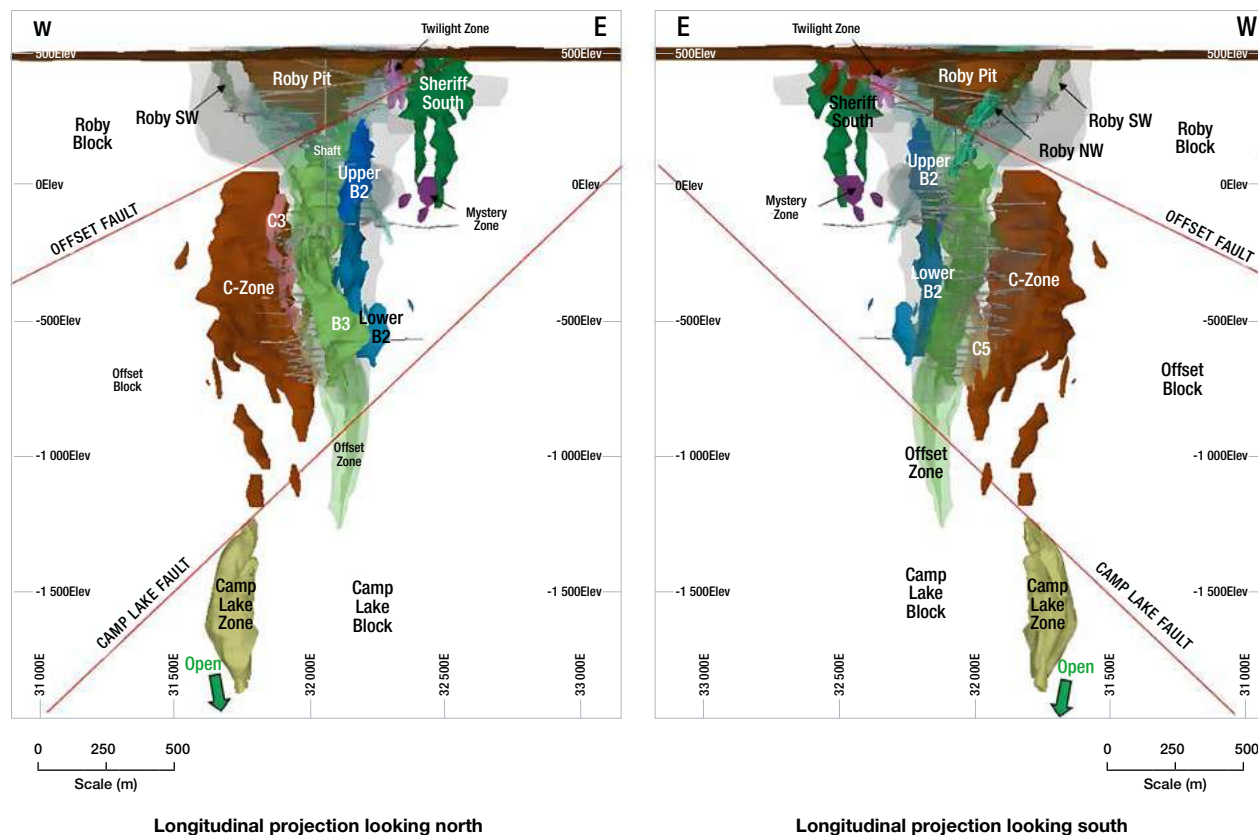 W
E
Twilight Zone
500Elev
500Elev
Roby Pit
Sheriff
South
Roby SW
Roby
Block
Shaft
Upper
B2
0Elev
0Elev
Mystery
Zone
OFFSET FAULT
C3
C-Zone
-500Elev
-500Elev
B3
Lower
B2
Offset
Block
-1 000Elev
-1 000Elev
Offset
Zone
CAMP LAKE FAULT
-1 500Elev
-1 500Elev
Camp
Lake
Zone
Camp
Lake
Block
Open
31 000E
31 500E
32 000E
32 500E
33 000E
0 250 500
Scale (m)
Longitudinal projection looking north
E
W
Twilight Zone
500Elev
500Elev
Roby Pit
Sheriff
South
Roby SW
Roby
Block
Roby NW
Upper
B2
0Elev
0Elev
Mystery
Zone
OFFSET FAULT
Lower
B2
C-Zone
-500Elev
-500Elev
C5
Offset
Block
-1 000Elev
-1 000Elev
Offset
Zone
CAMP LAKE FAULT
-1 500Elev
-1 500Elev
Camp
Lake
Block
Camp
Lake
Zone
Open
33 000E
32 500E
32 000E
31 500E
31 000E
0 250 500
Scale (m)
Longitudinal projection looking south